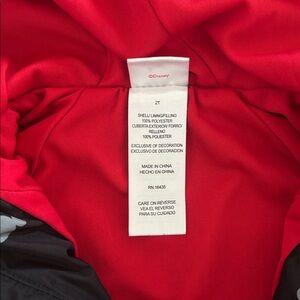 ©Disney
2T
SHELL/ LINING/FILLING
100% POLYESTER
CUBIERTA EXTERIOR/ FORRO/
RELLENO
100% POLIESTER
EXCLUSIVE OF DECORATION
EXCLUSIVO DE DECORACION
MADE IN CHINA
HECHO EN CHINA
RN 16435
CARE ON REVERSE
VEA EL REVERSO
PARA SU CUIDADO